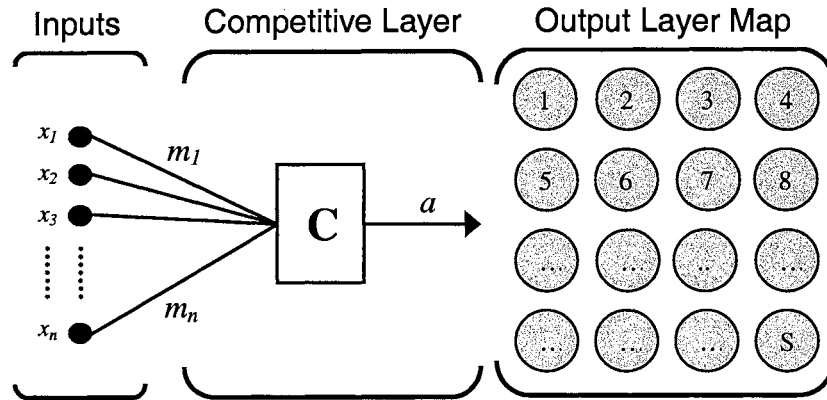 Inputs Competitive Layer Output Layer Map
1 2 3 4
x1 m1
x2
5 6 7 8
x3 C a
... ... .. ...
mn
xn
... ... ... S